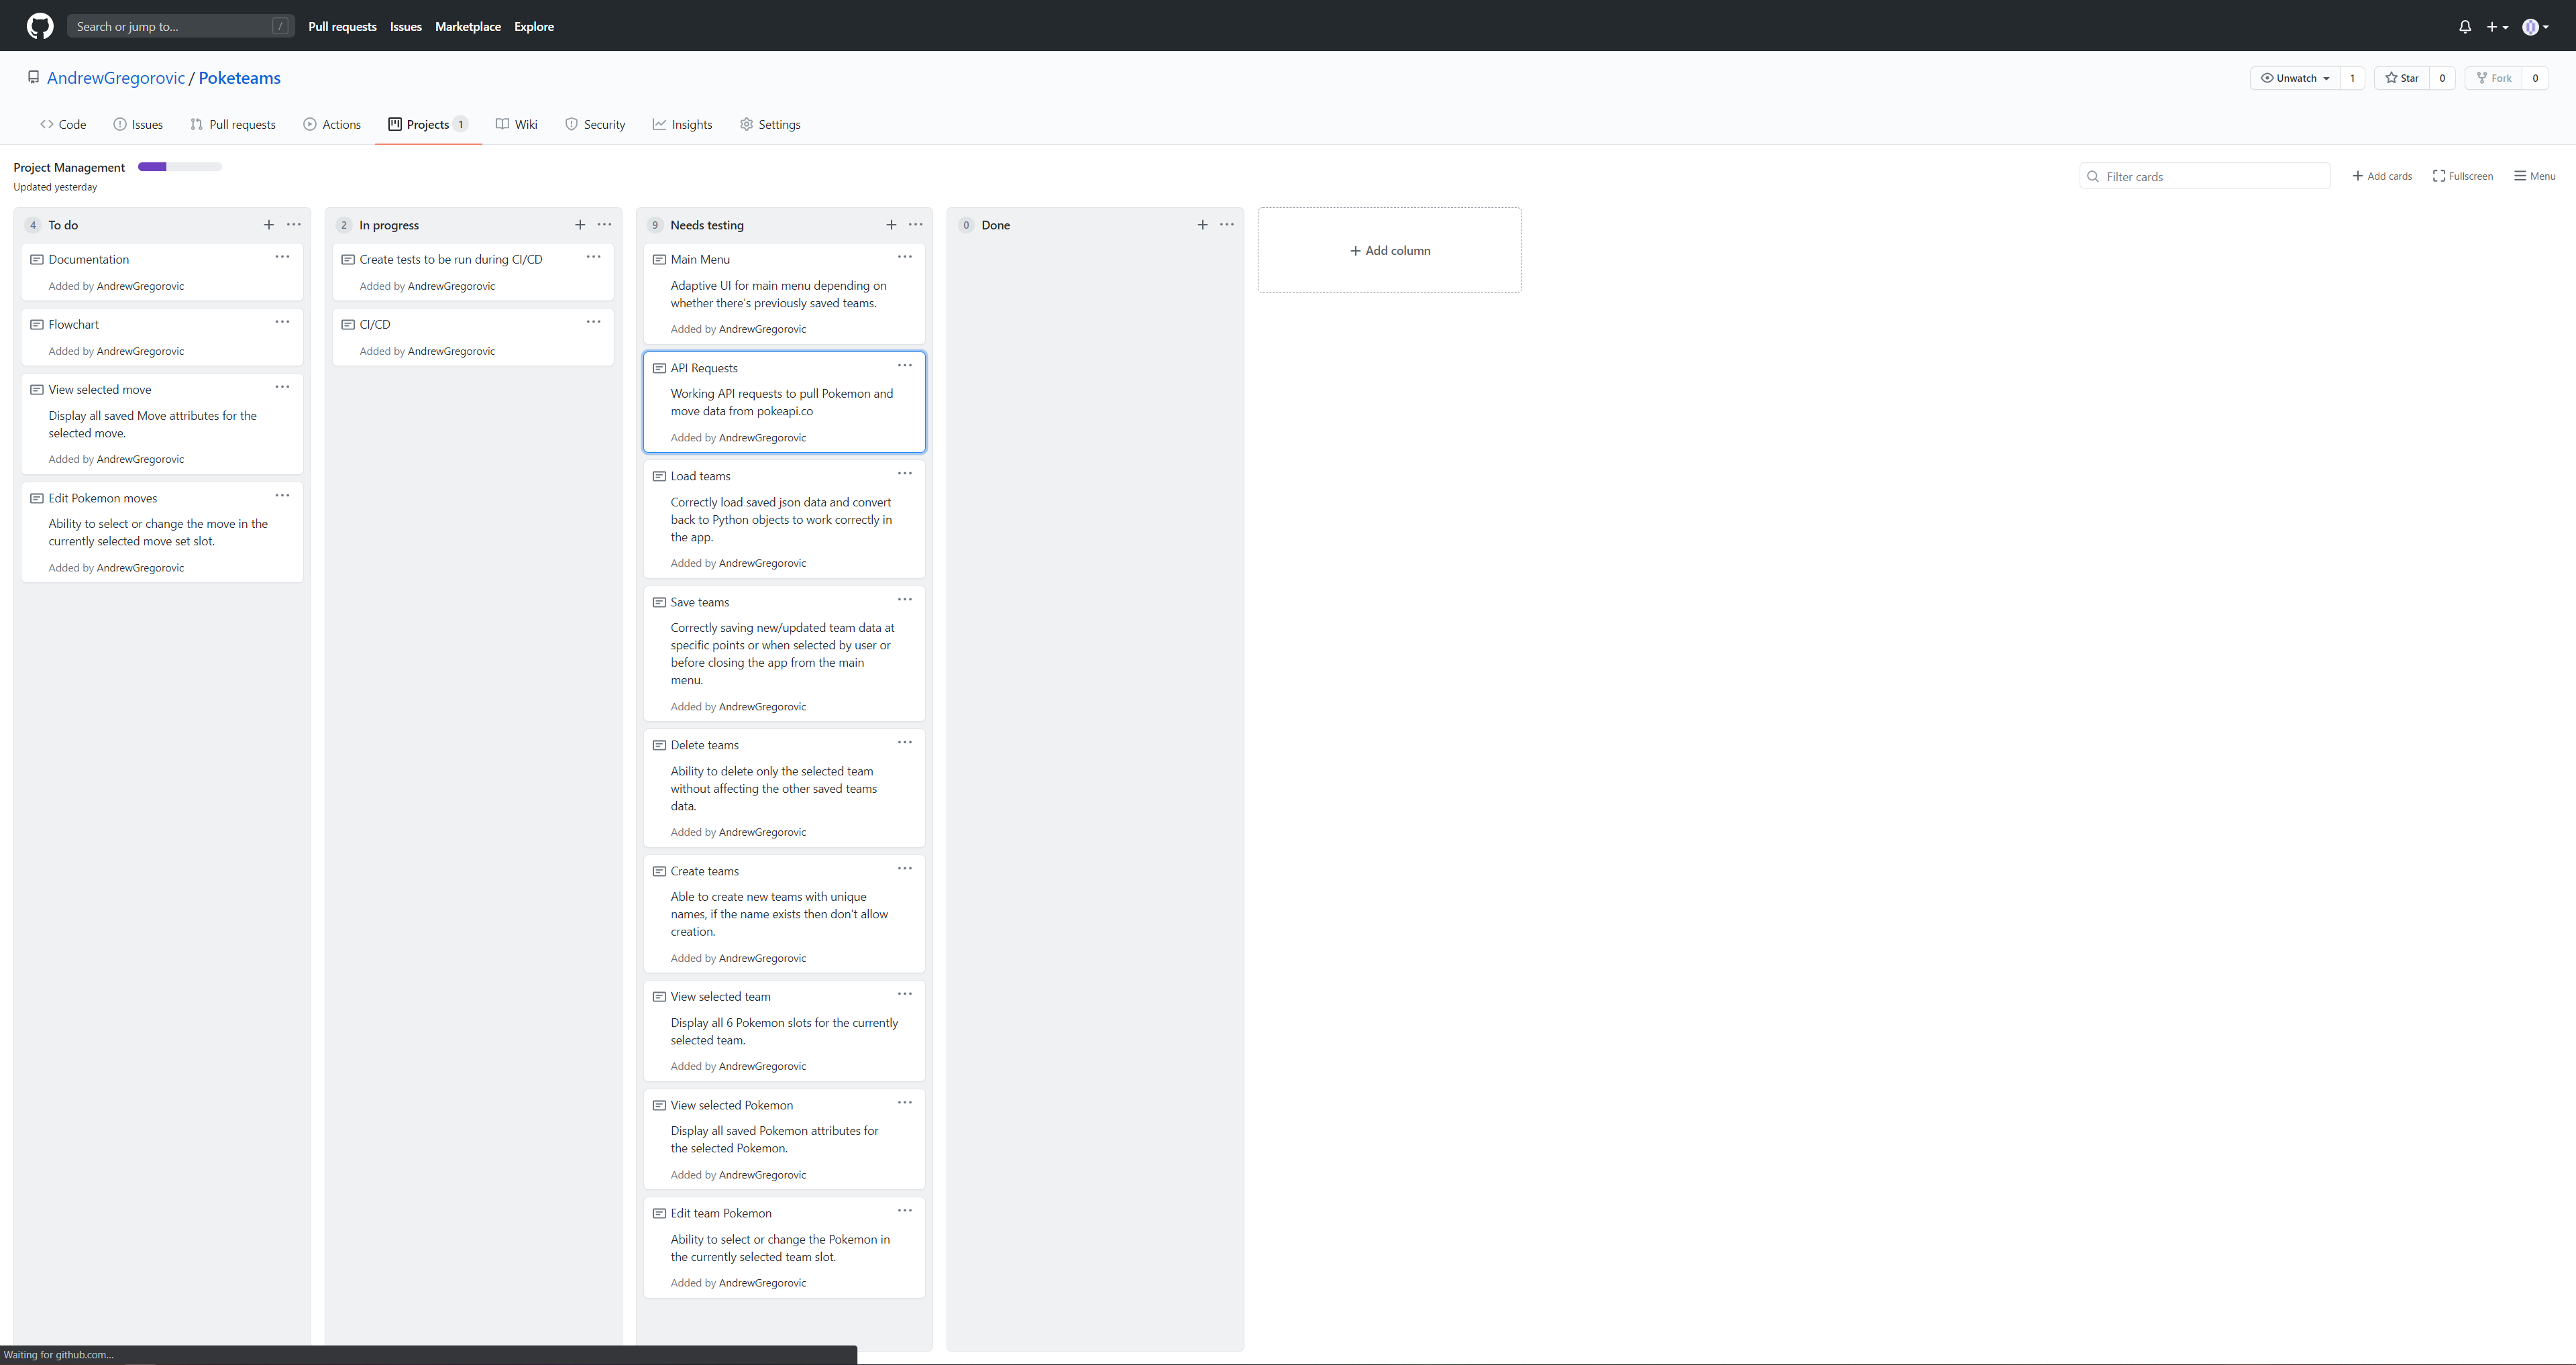 Search or jump to... /
Pull requests Issues Marketplace Explore
AndrewGregorovic / Poketeams
Unwatch 1 Star 0 Fork 0
Code Issues Pull requests Actions Projects 1 Wiki Security Insights Settings
Project Management
Updated yesterday
Filter cards
Add cards Fullscreen Menu
4 To do
Documentation
Added by AndrewGregorovic
Flowchart
Added by AndrewGregorovic
View selected move
Display all saved Move attributes for the
selected move.
Added by AndrewGregorovic
Edit Pokemon moves
Ability to select or change the move in the
currently selected move set slot.
Added by AndrewGregorovic
2 In progress
Create tests to be run during CI/CD
Added by AndrewGregorovic
CI/CD
Added by AndrewGregorovic
9 Needs testing
Main Menu
Adaptive UI for main menu depending on
whether there's previously saved teams.
Added by AndrewGregorovic
API Requests
Working API requests to pull Pokemon and
move data from pokeapi.co
Added by AndrewGregorovic
Load teams
Correctly load saved json data and convert
back to Python objects to work correctly in
the app.
Added by AndrewGregorovic
Save teams
Correctly saving new/updated team data at
specific points or when selected by user or
before closing the app from the main
menu.
Added by AndrewGregorovic
Delete teams
Ability to delete only the selected team
without affecting the other saved teams
data.
Added by AndrewGregorovic
Create teams
Able to create new teams with unique
names, if the name exists then don't allow
creation.
Added by AndrewGregorovic
View selected team
Display all 6 Pokemon slots for the currently
selected team.
Added by AndrewGregorovic
View selected Pokemon
Display all saved Pokemon attributes for
the selected Pokemon.
Added by AndrewGregorovic
Edit team Pokemon
Ability to select or change the Pokemon in
the currently selected team slot.
Added by AndrewGregorovic
0 Done
Add column
Waiting for github.com...